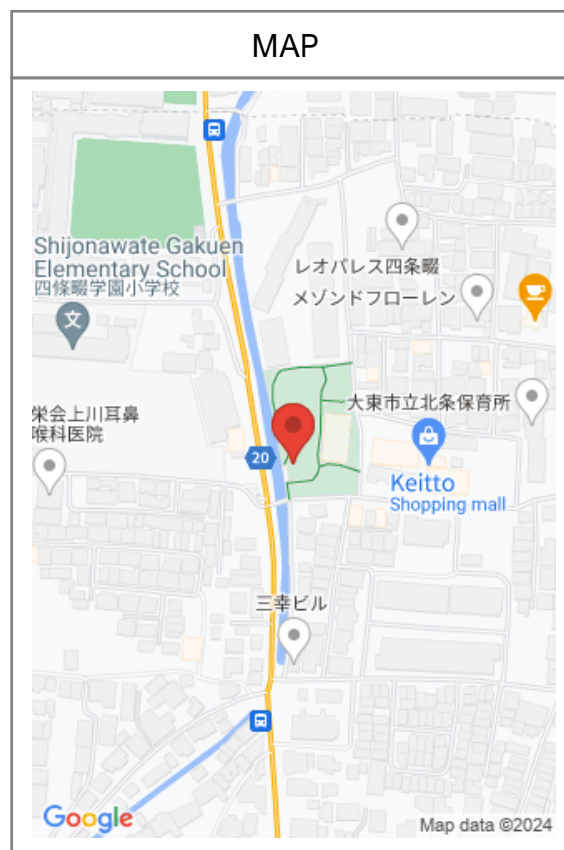 MAP
Shijonawate Gakuen
Elementary School
四條畷学園小学校
文
レオパレス四条畷
メゾンドフローレン
栄会上川耳鼻
喉科医院
大東市立北条保育所
20
Keitto
Shopping mall
三幸ビル
Google
Map data ©2024